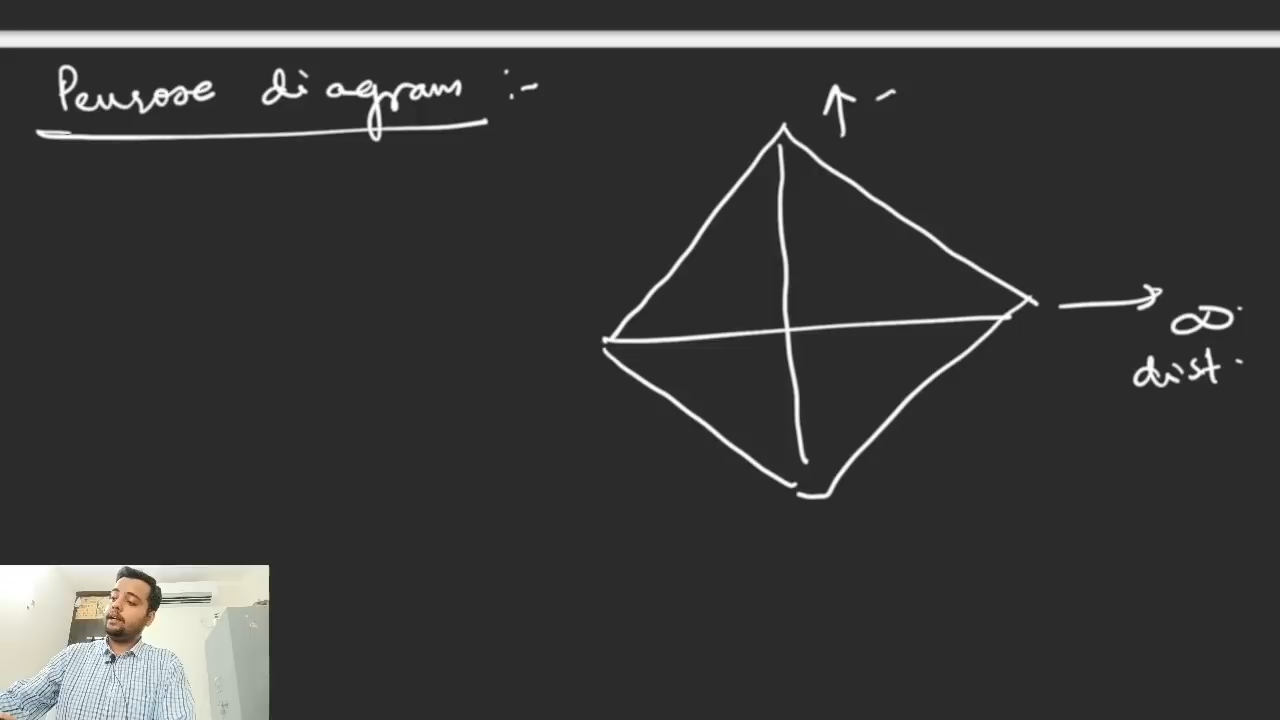 Penrose diagram :-
∞
dist.